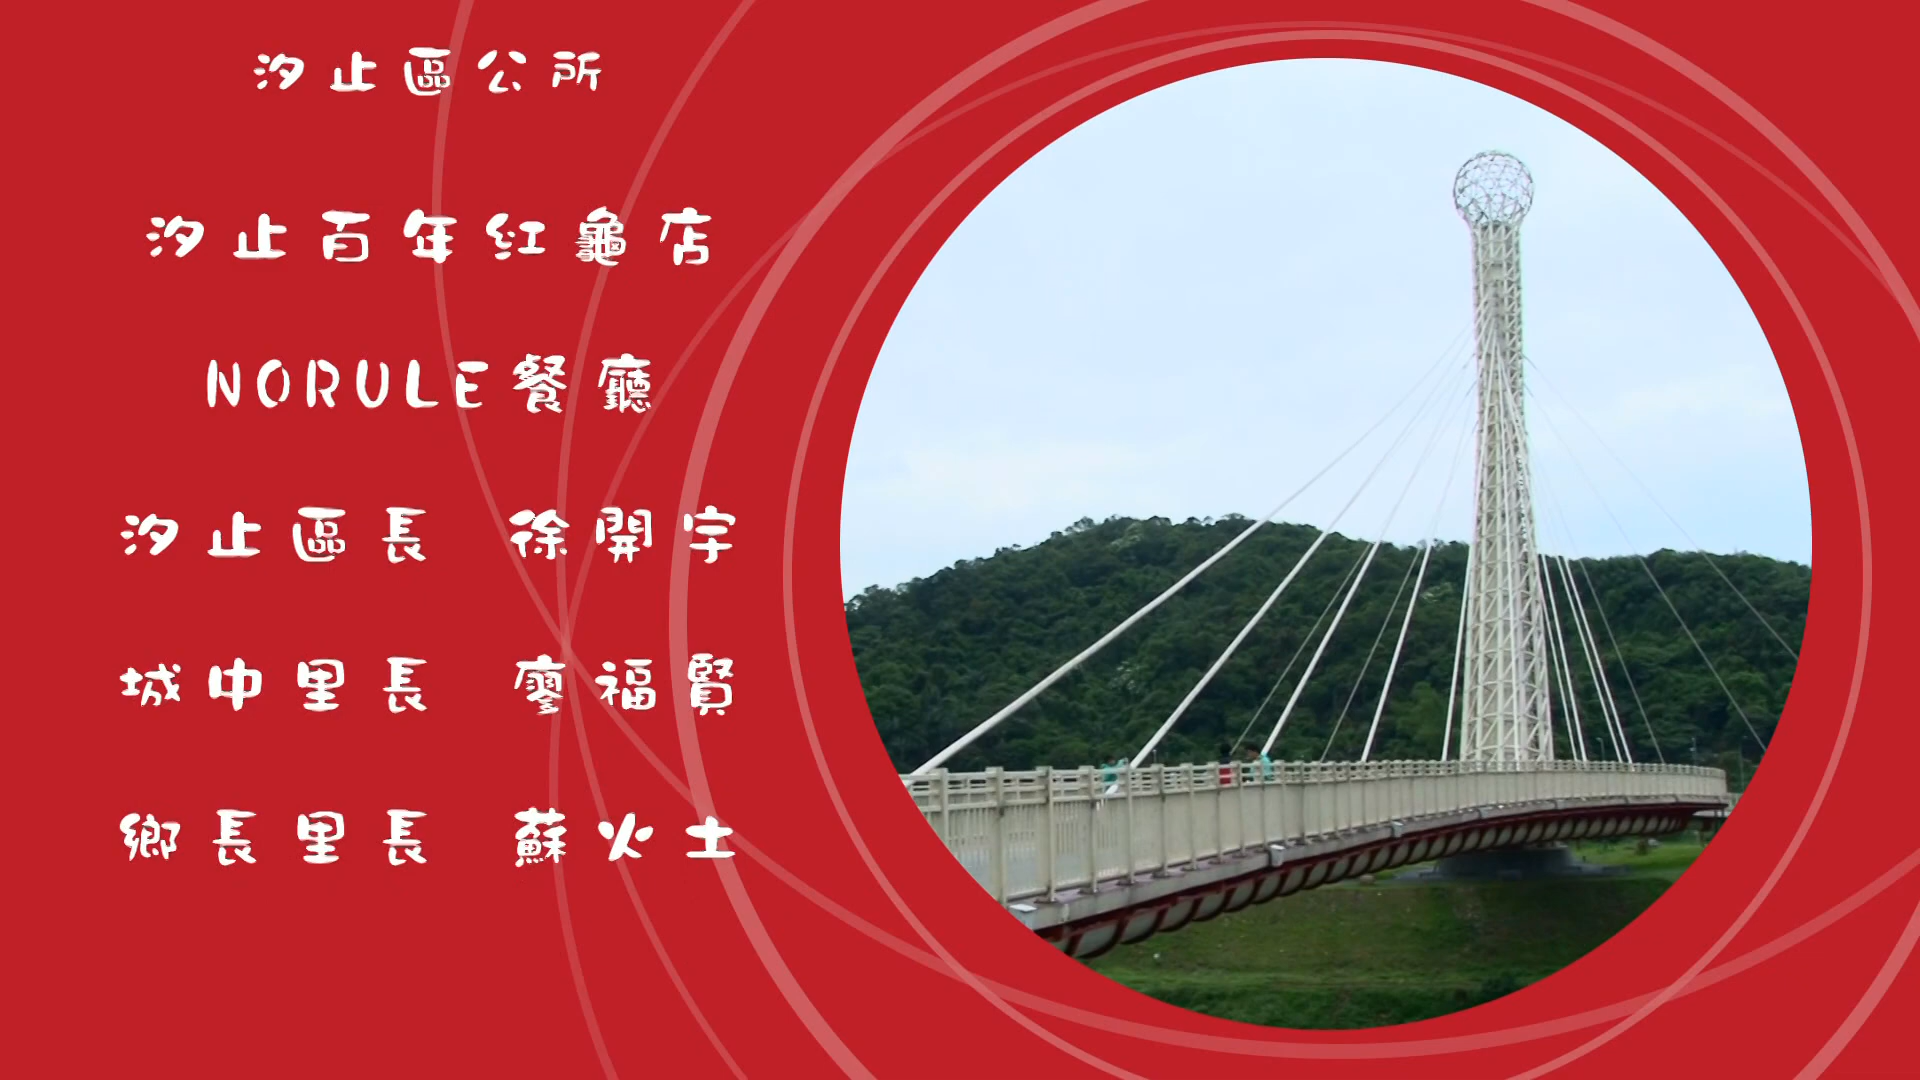 汐止區公所
汐止百年紅龜店
NORULE餐廳
汐止區長 徐開宇
城中里長 廖福賢
鄉長里長 蘇火土